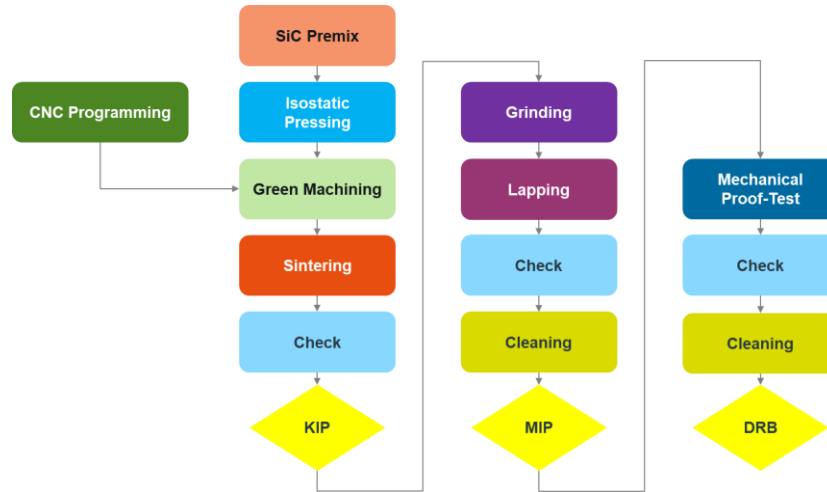 SiC Premix
CNC Programming
Isostatic
Pressing
Green Machining
Sintering
Check
KIP
Grinding
Lapping
Check
Cleaning
MIP
Mechanical
Proof-Test
Check
Cleaning
DRB